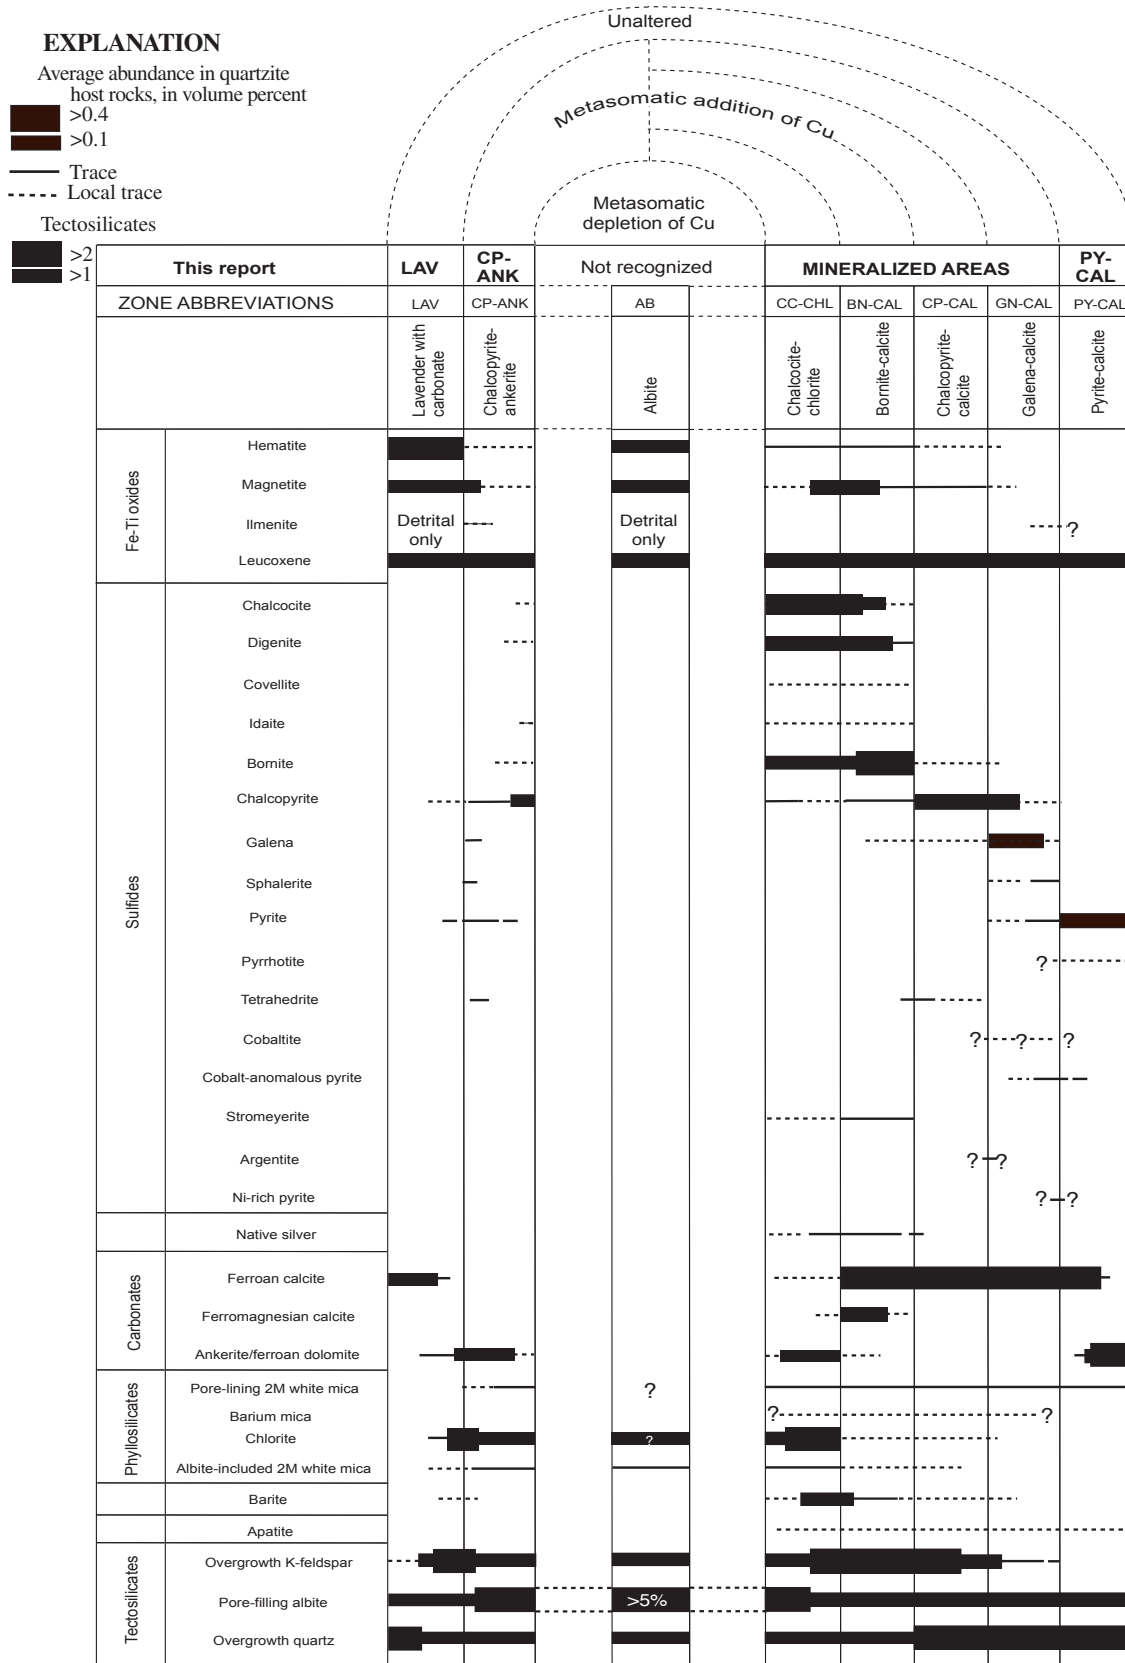 EXPLANATION
Average abundance in quartzite
host rocks, in volume percent
>0.4
>0.1
Trace
Local trace
Tectosilicates
>2
>1
Unaltered
Metasomatic addition of Cu
Metasomatic
depletion of Cu
This report
LAV
CP-
ANK
Not recognized
MINERALIZED AREAS
PY-
CAL
ZONE ABBREVIATIONS
LAV
CP-ANK
AB
CC-CHL
BN-CAL
CP-CAL
GN-CAL
PY-CAL
Lavender with
carbonate
Chalcopyrite-
ankerite
Albite
Chalcocite-
chlorite
Bornite-calcite
Chalcopyrite-
calcite
Galena-calcite
Pyrite-calcite
Fe-Ti oxides
Hematite
Magnetite
Ilmenite
Detrital
only
Detrital
only
?
Leucoxene
Sulfides
Chalcocite
Digenite
Covellite
Idaite
Bornite
Chalcopyrite
Galena
Sphalerite
Pyrite
Pyrrhotite
?
Tetrahedrite
Cobaltite
? ? ?
Cobalt-anomalous pyrite
Stromeyerite
Argentite
? ?
Ni-rich pyrite
? ?
Native silver
Carbonates
Ferroan calcite
Ferromagnesian calcite
Ankerite/ferroan dolomite
Phyllosilicates
Pore-lining 2M white mica
?
Barium mica
? ?
Chlorite
?
Albite-included 2M white mica
Barite
Apatite
Tectosilicates
Overgrowth K-feldspar
Pore-filling albite
>5%
Overgrowth quartz